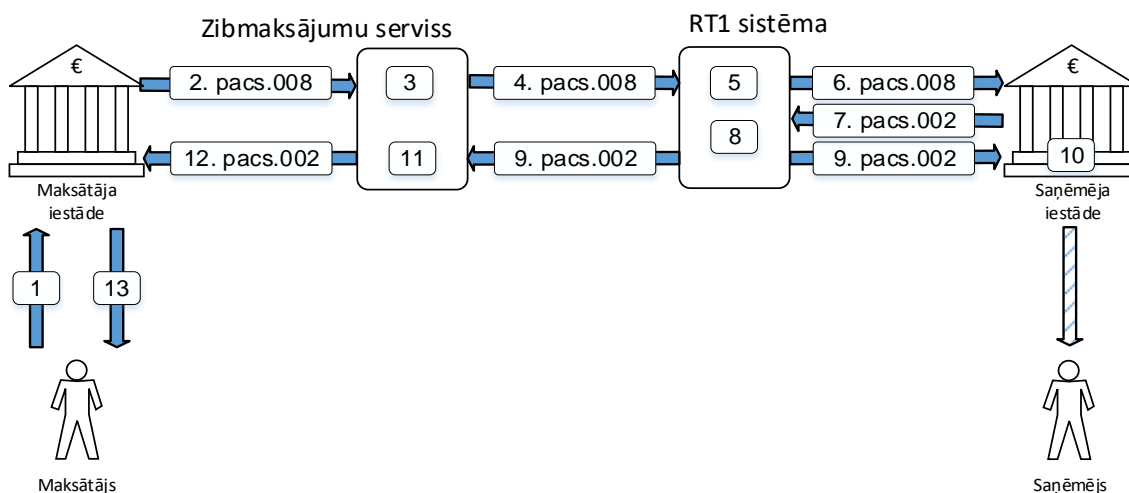 Zibmaksājumu serviss
RT1 sistēma
€
2. pacs.008
3
4. pacs.008
5
6. pacs.008
€
7. pacs.002
8
12. pacs.002
11
9. pacs.002
9. pacs.002
10
Maksātāja
iestāde
Saņēmēja
iestāde
1
13
Maksātājs
Saņēmējs